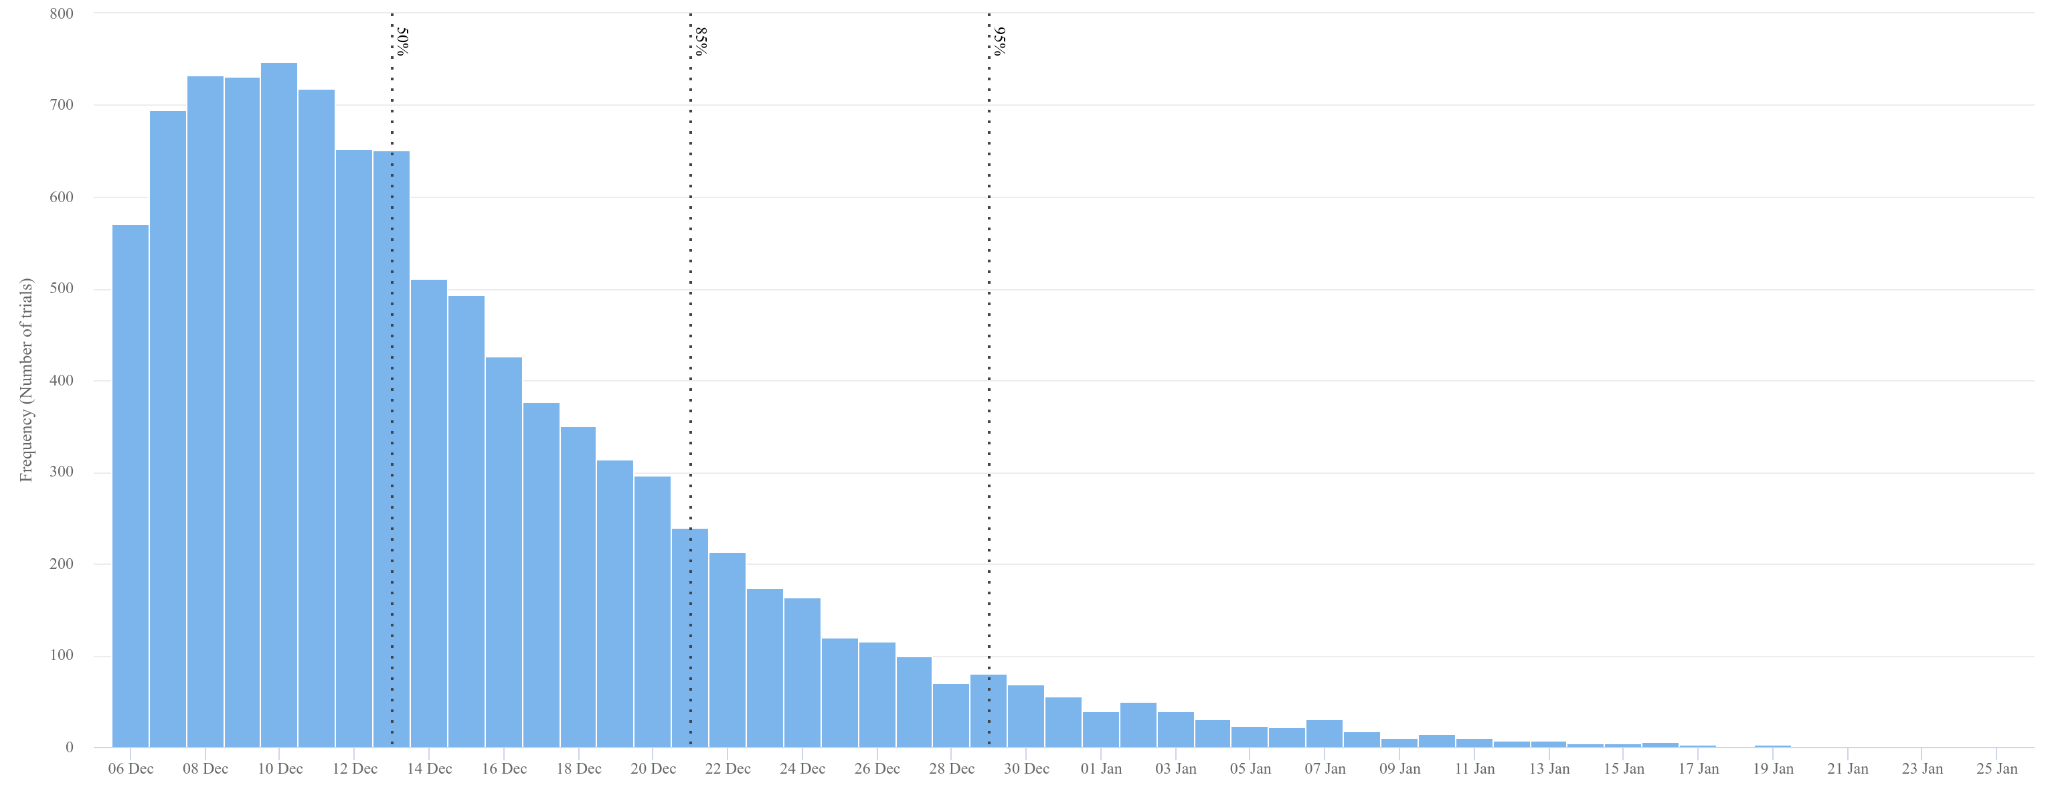 800
700
600
500
400
300
200
100
0
Frequency (Number of trials)
50%
85%
95%
06 Dec
08 Dec
10 Dec
12 Dec
14 Dec
16 Dec
18 Dec
20 Dec
22 Dec
24 Dec
26 Dec
28 Dec
30 Dec
01 Jan
03 Jan
05 Jan
07 Jan
09 Jan
11 Jan
13 Jan
15 Jan
17 Jan
19 Jan
21 Jan
23 Jan
25 Jan